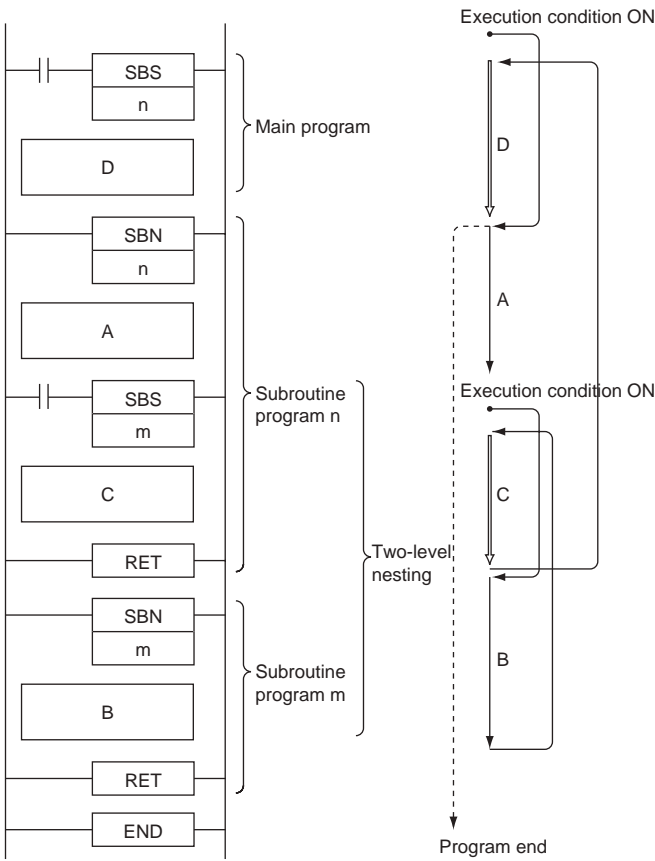 Execution condition ON
SBS
n
D
Main program
SBN
n
A
SBS
m
C
RET
Subroutine
program n
SBN
m
B
RET
Subroutine
program m
END
Two-level
nesting
D
A
Execution condition ON
C
B
Program end